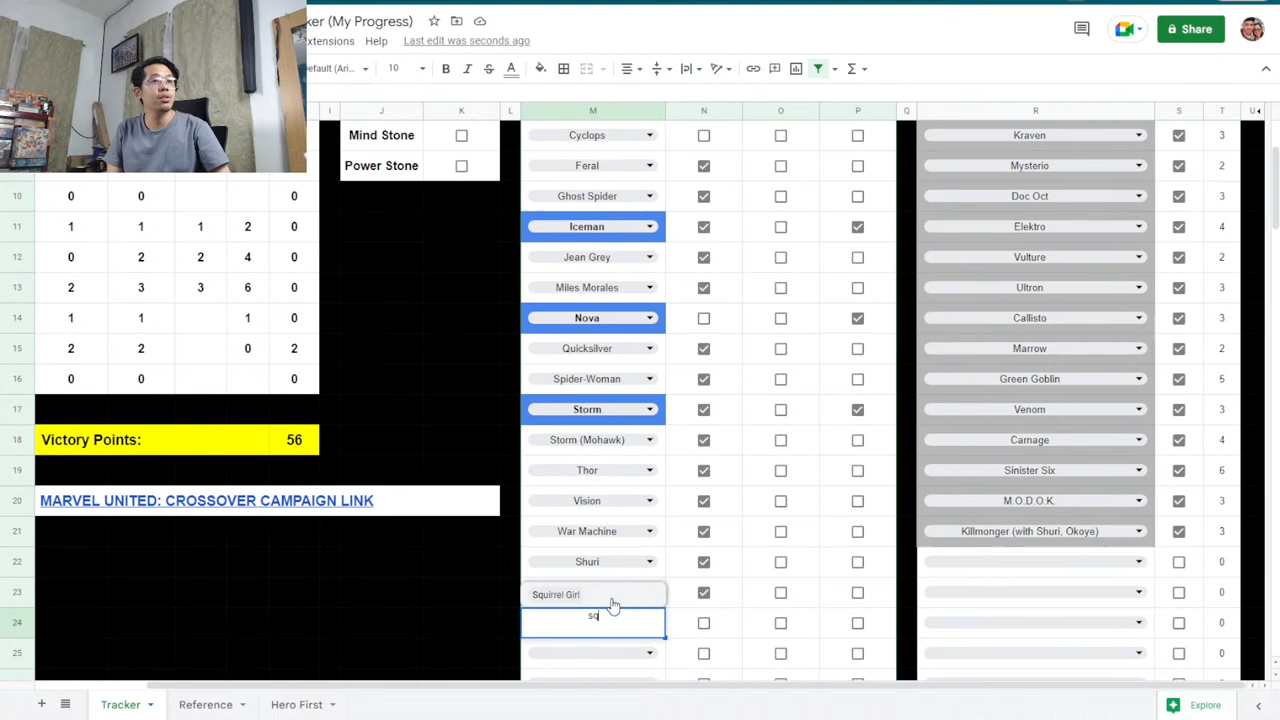 ker (My Progress)
xtensions Help Last edit was seconds ago
Share
efault (Ari... 10 B I S A Σ
I J K L M N O P Q R S T U
Mind Stone Cyclops Kraven 3
Power Stone Feral Mysterio 2
10 0 0 0 Ghost Spider Doc Oct 3
11 1 1 1 2 0 Iceman Elektro 4
12 0 2 2 4 0 Jean Grey Vulture 2
13 2 3 3 6 0 Miles Morales Ultron 3
14 1 1 1 0 Nova Callisto 3
15 2 2 0 2 Quicksilver Marrow 2
16 0 0 0 Spider-Woman Green Goblin 5
17 Storm Venom 3
18 Victory Points: 56 Storm (Mohawk) Carnage 4
19 Thor Sinister Six 6
20 MARVEL UNITED: CROSSOVER CAMPAIGN LINK Vision M.O.D.O.K. 3
21 War Machine Killmonger (with Shuri, Okoye) 3
22 Shuri 0
23 Squirrel Girl 0
24 sq 0
25 0
Tracker Reference Hero First Explore